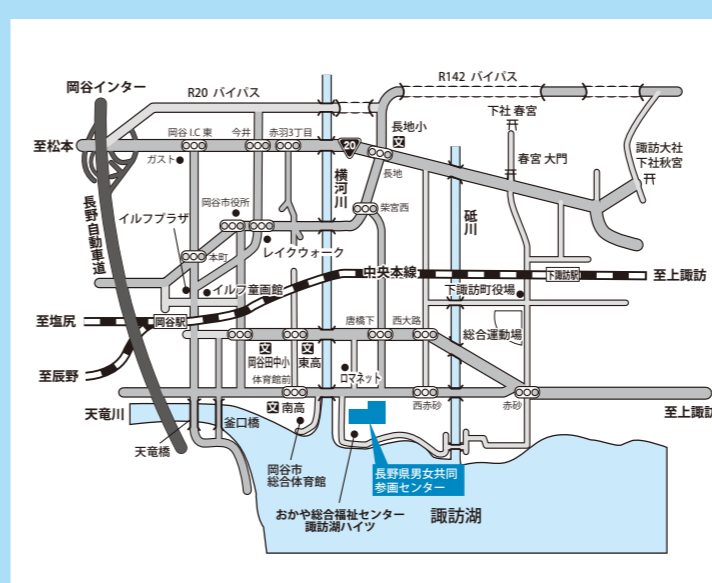 R142 バイパス
岡谷インター
R20 バイパス
下社 春宮
岡谷 I.C 東
今井
赤羽3丁目
長地小
文
20
至松本
ガスト
横河川
長地
春宮 大門
諏訪大社
下社秋宮
長野自動車道
岡谷市役所
柴宮西
砥川
イルフプラザ
本町
レイクウォーク
中央本線
下諏訪駅
至上諏訪
イルフ童画館
下諏訪町役場
至塩尻
岡谷駅
唐橋下
西大路
総合運動場
文
岡谷田中小
文
東高
至辰野
体育館前
ロマネット
天竜川
文
南高
西赤砂
赤砂
至上諏訪
釜口橋
天竜橋
岡谷市
総合体育館
長野県男女共同
参画センター
おかや総合福祉センター
諏訪湖ハイツ
諏訪湖